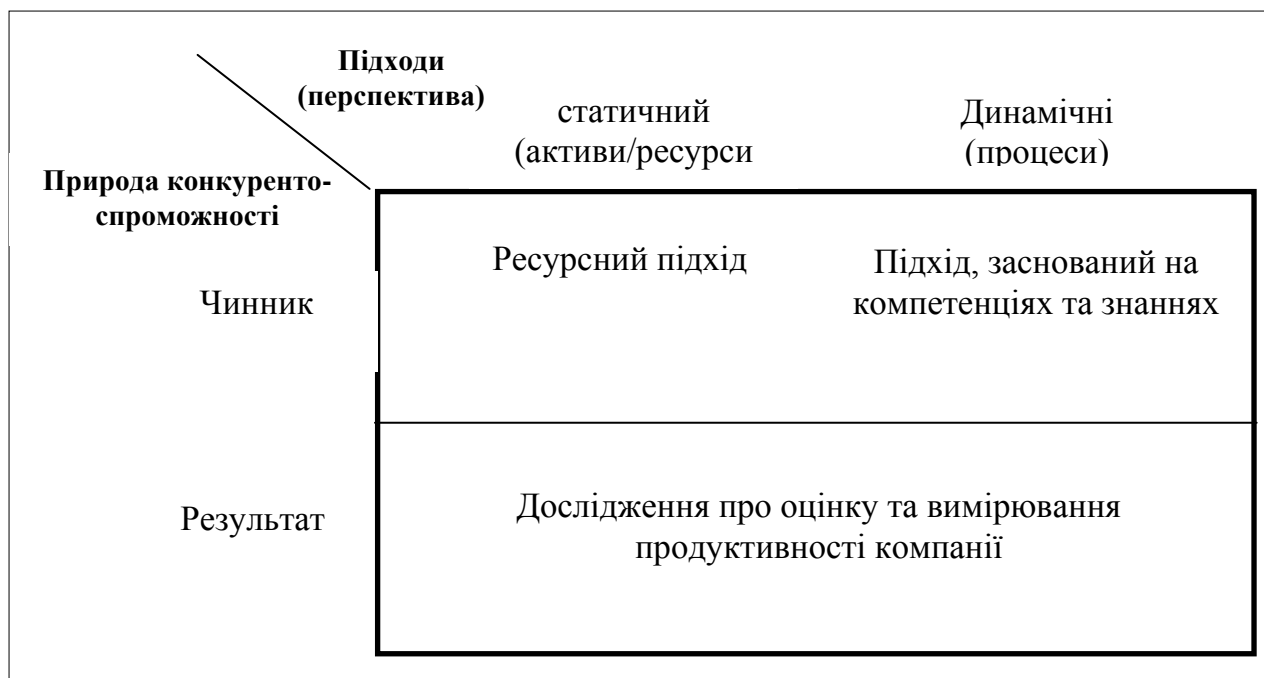 Підходи
(перспектива)
статичний
(активи/ресурси
Динамічні
(процеси)
Природа конкуренто-
спроможності
Чинник
Ресурсний підхід
Підхід, заснований на
компетенціях та знаннях
Результат
Дослідження про оцінку та вимірювання
продуктивності компанії